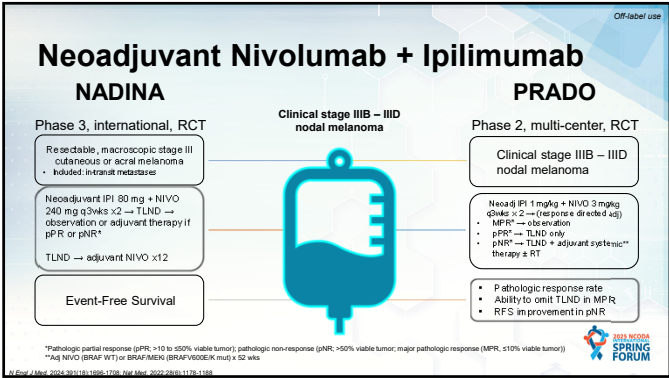 Off-label use
Neoadjuvant Nivolumab + Ipilimumab
NADINA
Phase 3, international, RCT
Resectable, macroscopic stage III
cutaneous or acral melanoma
• Included: in-transit metastases
Neoadjuvant IPI 80 mg + NIVO
240 mg q3wks x2 → TLND →
observation or adjuvant therapy if
pPR or pNR*
TLND → adjuvant NIVO x12
Event-Free Survival
Clinical stage IIIB – IIID
nodal melanoma
PRADO
Phase 2, multi-center, RCT
Clinical stage IIIB – IIID
nodal melanoma
Neoadj IPI 1 mg/kg + NIVO 3 mg/kg
q3wks x 2 → (response directed adj)
• MPR* → observation
• pPR* → TLND only
• pNR* → TLND + adjuvant systemic**
therapy ± RT
▪ Pathologic response rate
▪ Ability to omit TLND in MPR
▪ RFS improvement in pNR
*Pathologic partial response (pPR; >10 to ≤50% viable tumor); pathologic non-response (pNR; >50% viable tumor; major pathologic response (MPR, ≤10% viable tumor))
**Adj NIVO (BRAF WT) or BRAF/MEKi (BRAFV600E/K mut) x 52 wks
N Engl J Med. 2024;391(18):1696-1708; Nat Med. 2022;28(6):1178-1188
2025 NCODA
INTERNATIONAL
SPRING
FORUM